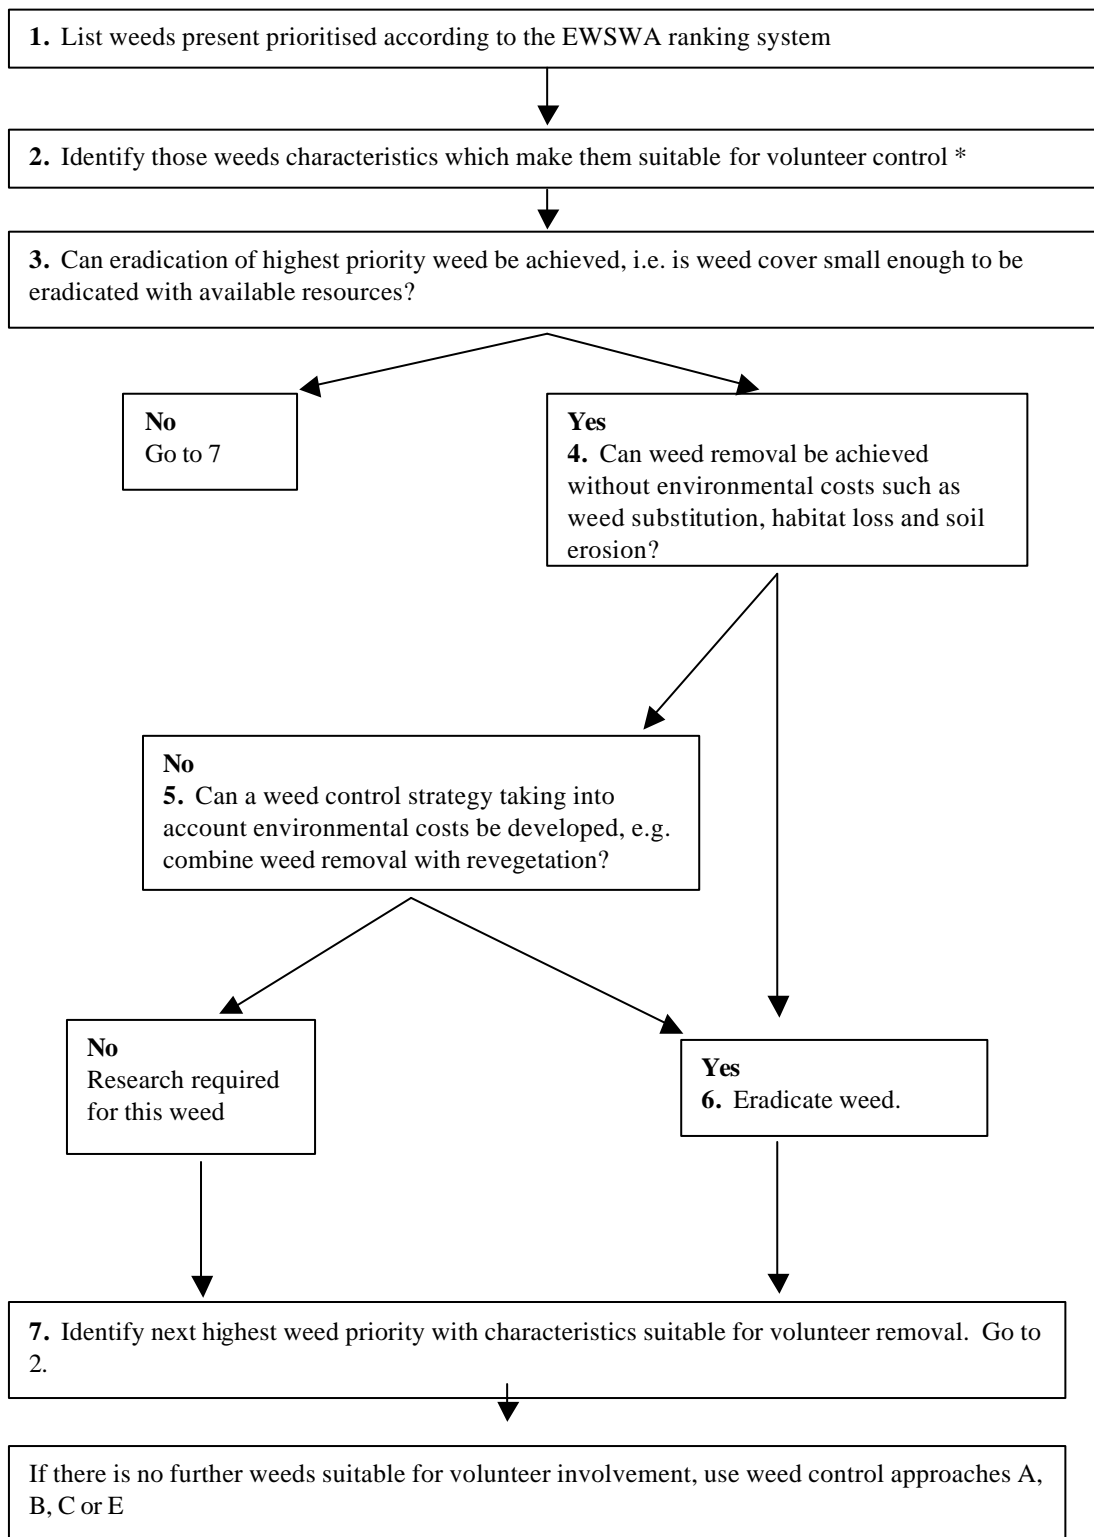 1. List weeds present prioritised according to the EWSWA ranking system
2. Identify those weeds characteristics which make them suitable for volunteer control *
3. Can eradication of highest priority weed be achieved, i.e. is weed cover small enough to be
eradicated with available resources?
No
Go to 7
Yes
4. Can weed removal be achieved
without environmental costs such as
weed substitution, habitat loss and soil
erosion?
No
5. Can a weed control strategy taking into
account environmental costs be developed, e.g.
combine weed removal with revegetation?
No
Research required
for this weed
Yes
6. Eradicate weed.
7. Identify next highest weed priority with characteristics suitable for volunteer removal. Go to
2.
If there is no further weeds suitable for volunteer involvement, use weed control approaches A,
B, C or E